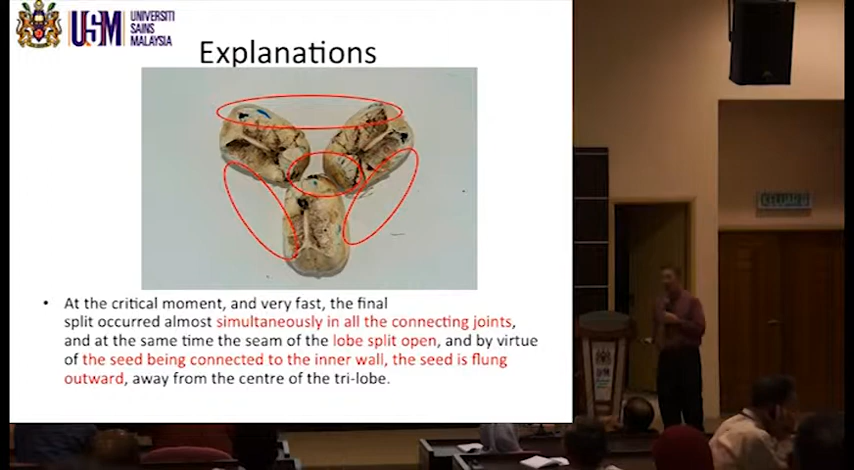 USM
UNIVERSITI
SAINS
MALAYSIA
Explanations
• At the critical moment, and very fast, the final
split occurred almost simultaneously in all the connecting joints,
and at the same time the seam of the lobe split open, and by virtue
of the seed being connected to the inner wall, the seed is flung
outward, away from the centre of the tri-lobe.